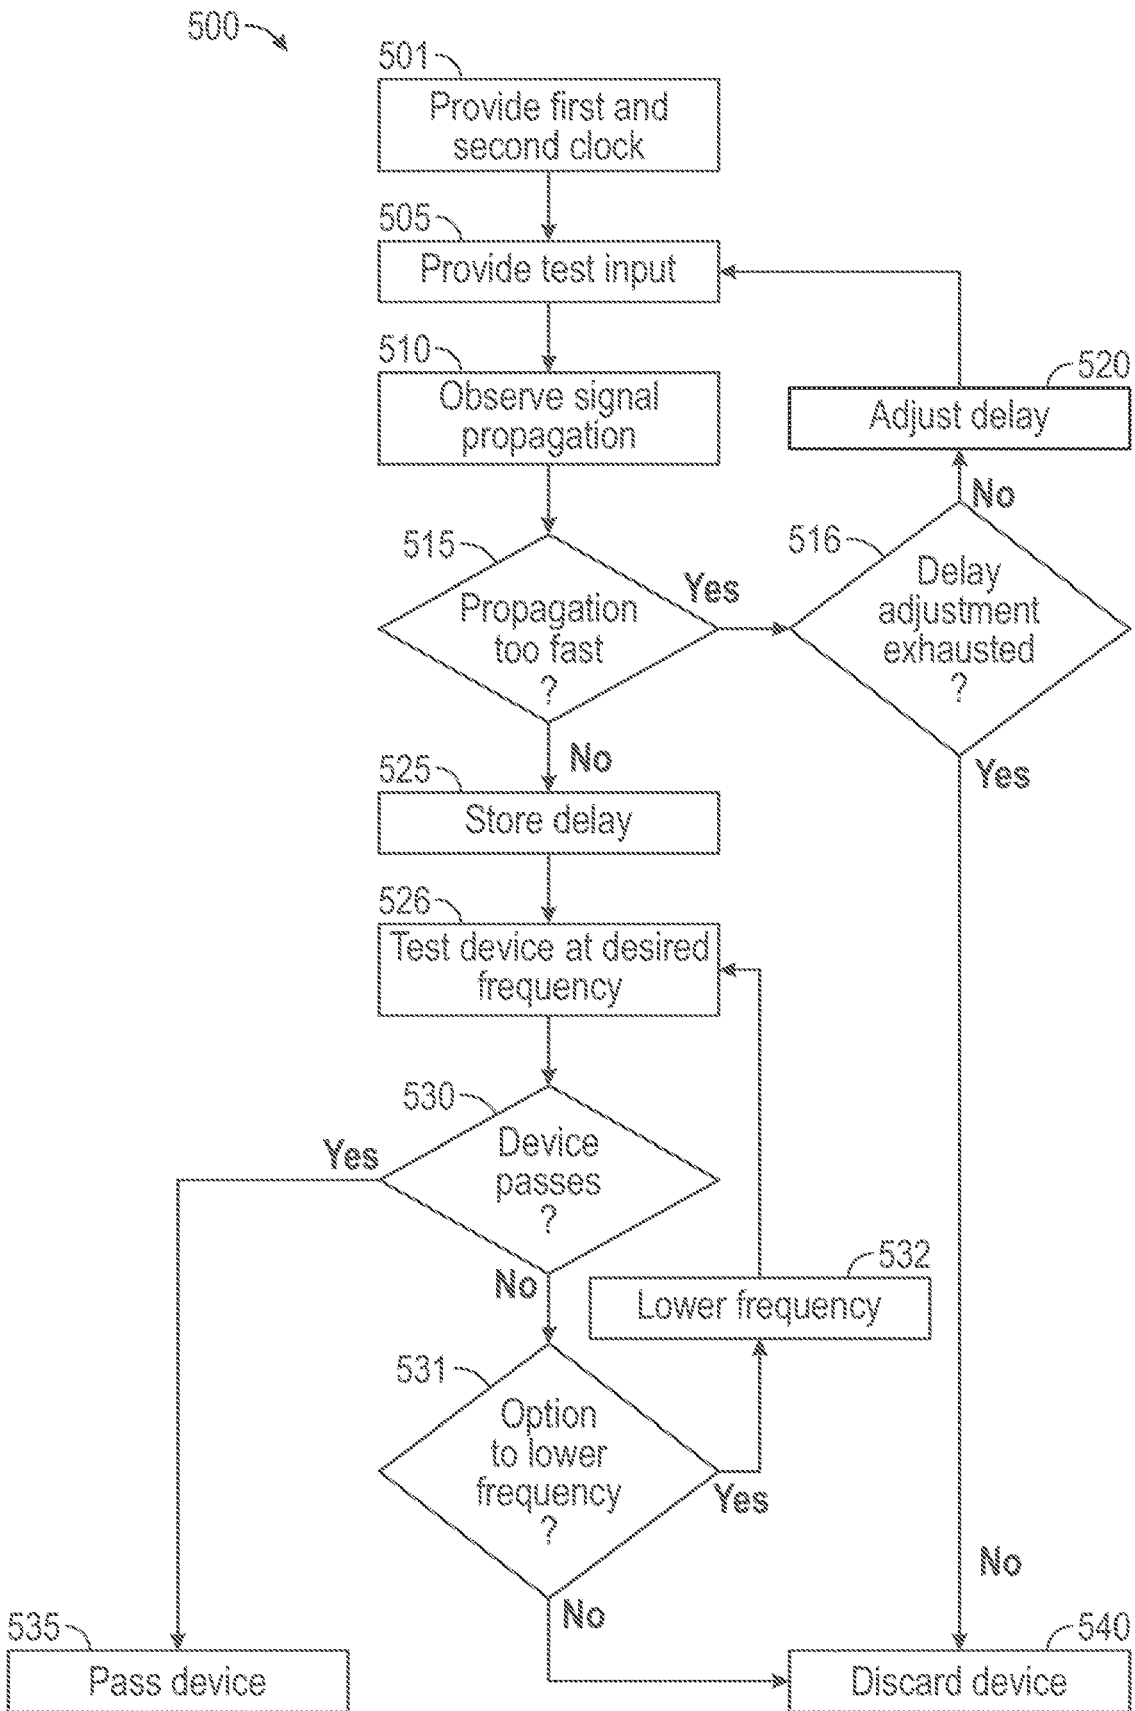 500
501
Provide first and
second clock
505
Provide test input
510
Observe signal
propagation
520
Adjust delay
No
515
Propagation
too fast
?
Yes
516
Delay
adjustment
exhausted
?
No
Yes
525
Store delay
526
Test device at desired
frequency
530
Device
passes
?
Yes
No
532
Lower frequency
531
Option
to lower
frequency
?
Yes
No
No
535
Pass device
540
Discard device